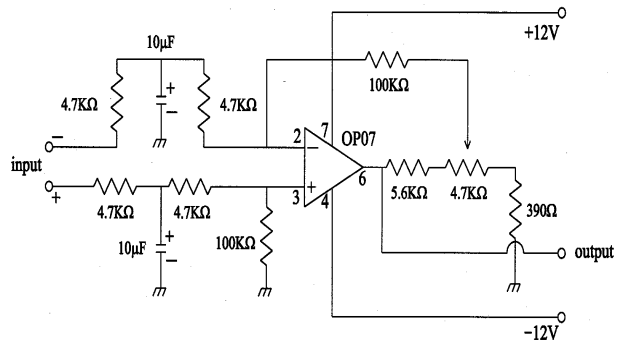 10µF
+12V
+
−
4.7KΩ
4.7KΩ
100KΩ
−
2
7
OP07
−
input
+
6
+
3
4
5.6KΩ
4.7KΩ
4.7KΩ
4.7KΩ
390Ω
10µF
+
−
100KΩ
output
−12V